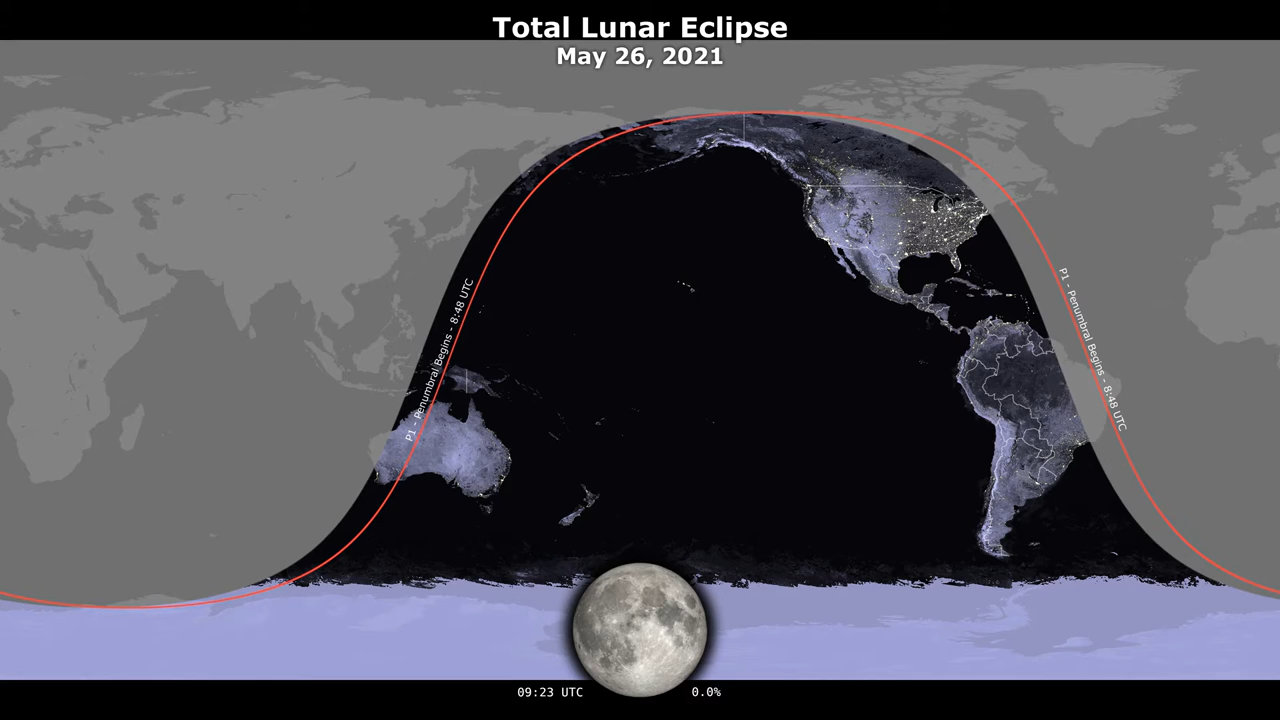 Total Lunar Eclipse
May 26, 2021
P1 - Penumbral Begins - 8:48 UTC
P1 - Penumbral Begins - 8:48 UTC
09:23 UTC
0.0%